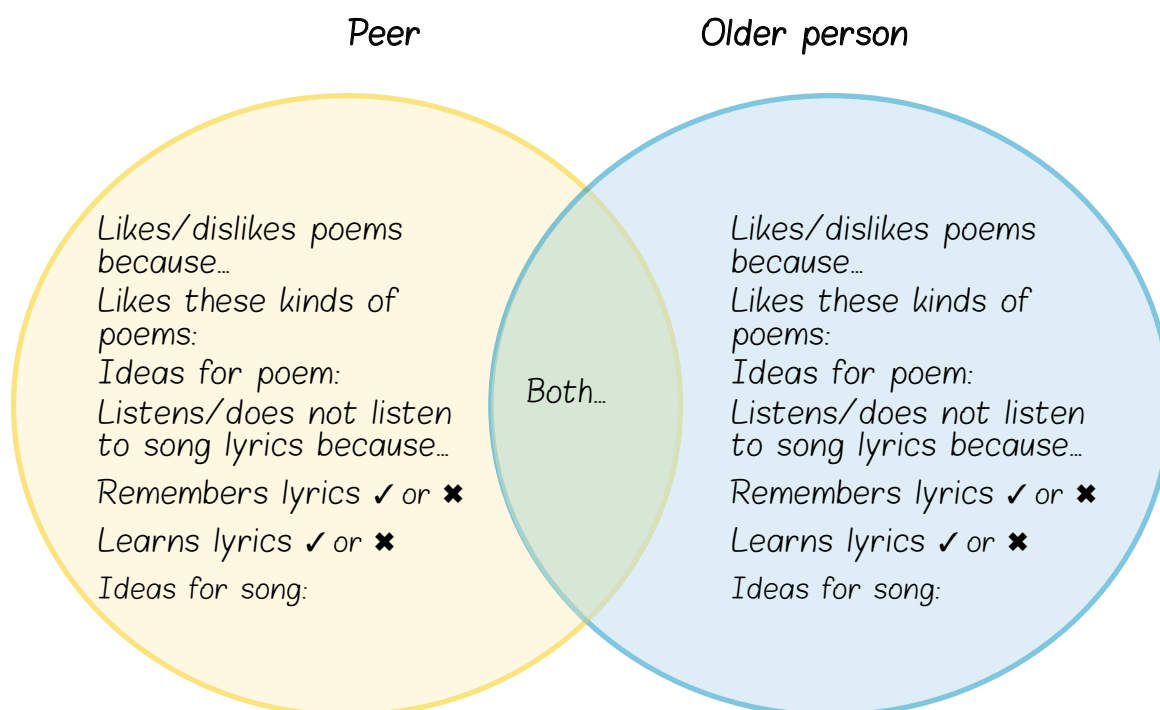 Peer
Older person
Likes/dislikes poems
because...
Likes these kinds of
poems:
Ideas for poem:
Listens/does not listen
to song lyrics because...
Remembers lyrics ✓ or ✖
Learns lyrics ✓ or ✖
Ideas for song:
Both...
Likes/dislikes poems
because...
Likes these kinds of
poems:
Ideas for poem:
Listens/does not listen
to song lyrics because...
Remembers lyrics ✓ or ✖
Learns lyrics ✓ or ✖
Ideas for song: